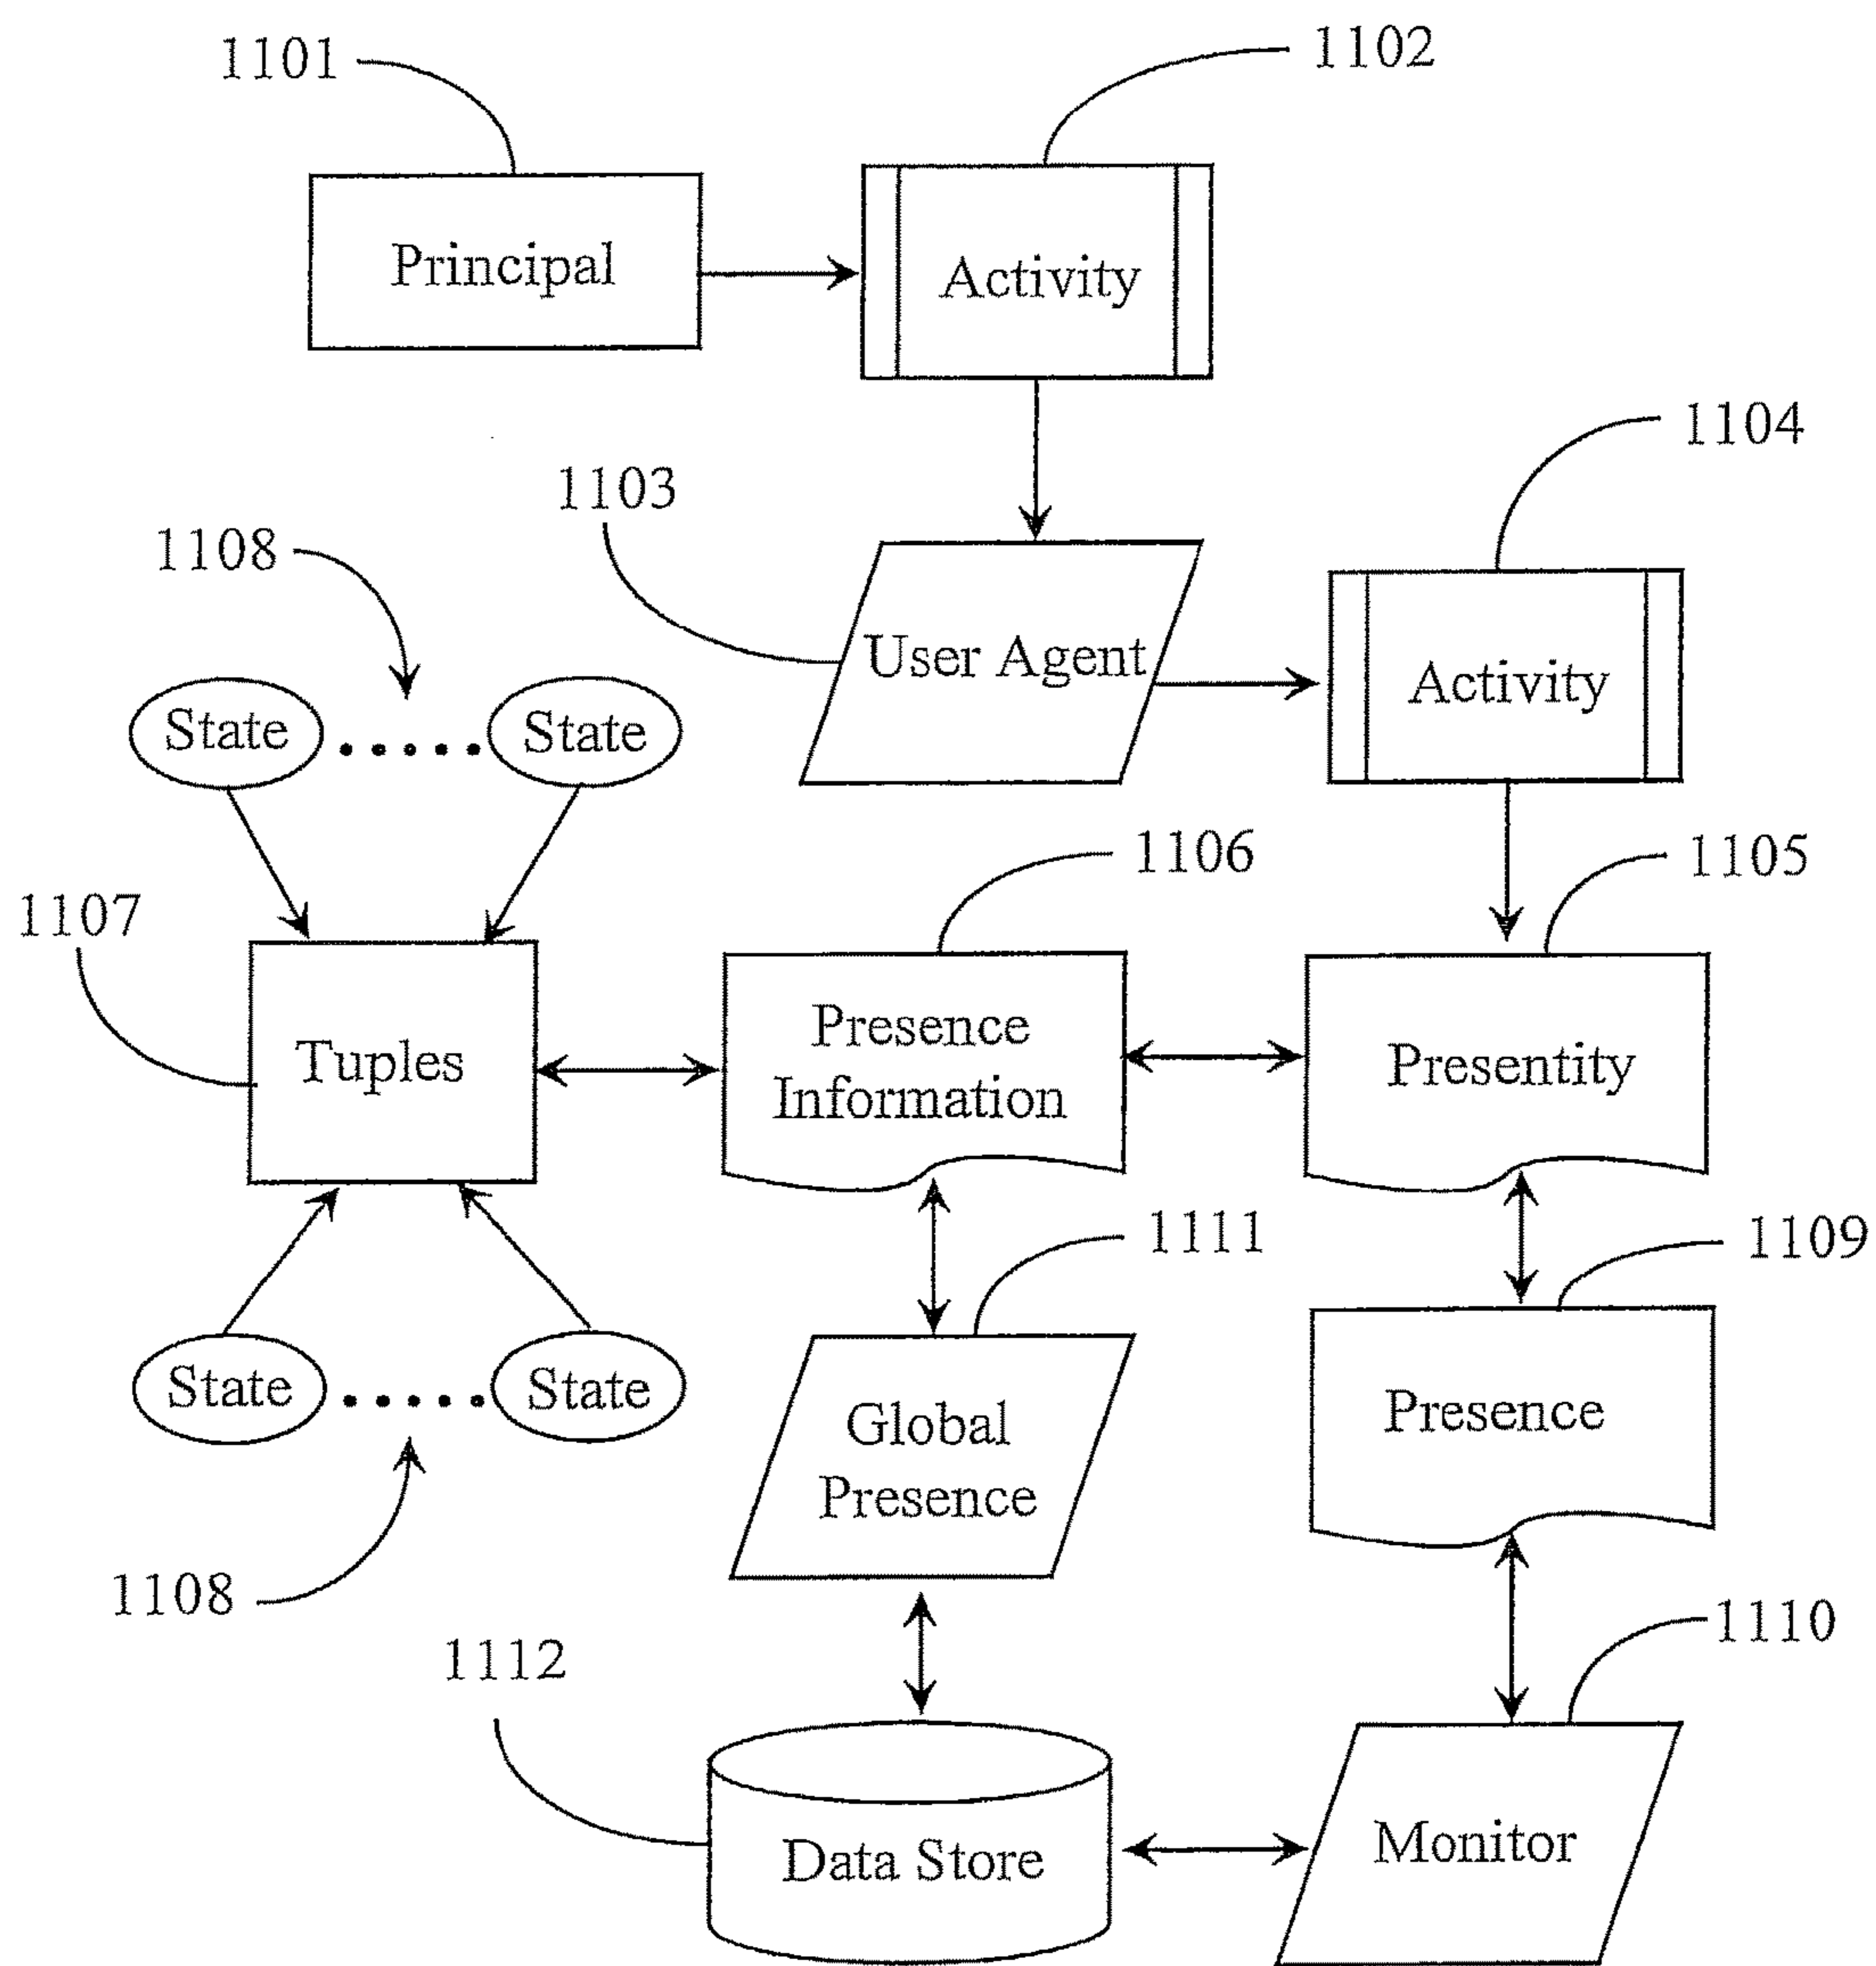 1101
1102
Principal
Activity
1104
1103
1108
User Agent
Activity
State
State
1106
1105
1107
Presence
Information
Tuples
Presentity
1111
1109
State
State
Global
Presence
Presence
1108
1110
1112
Data Store
Monitor